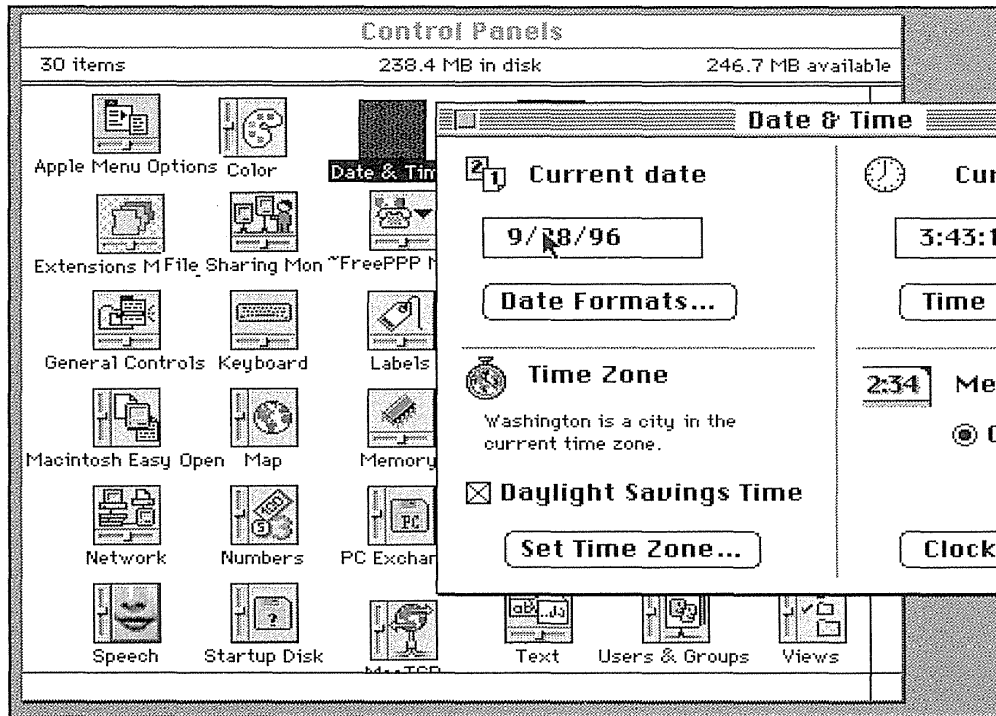 Control Panels
30 items 238.4 MB in disk 246.7 MB available
Apple Menu Options Color Date & Tim
Extensions M File Sharing Mon ~FreePPP M
General Controls Keyboard Labels
Macintosh Easy Open Map Memory
Network Numbers PC Exchan
PC
Speech Startup Disk MacTCP Text Users & Groups Views
Date & Time
Current date Cur
9/28/96 3:43:1
Date Formats... Time
Time Zone 2:34 Me
Washington is a city in the
current time zone.
Daylight Savings Time
Set Time Zone... Clock